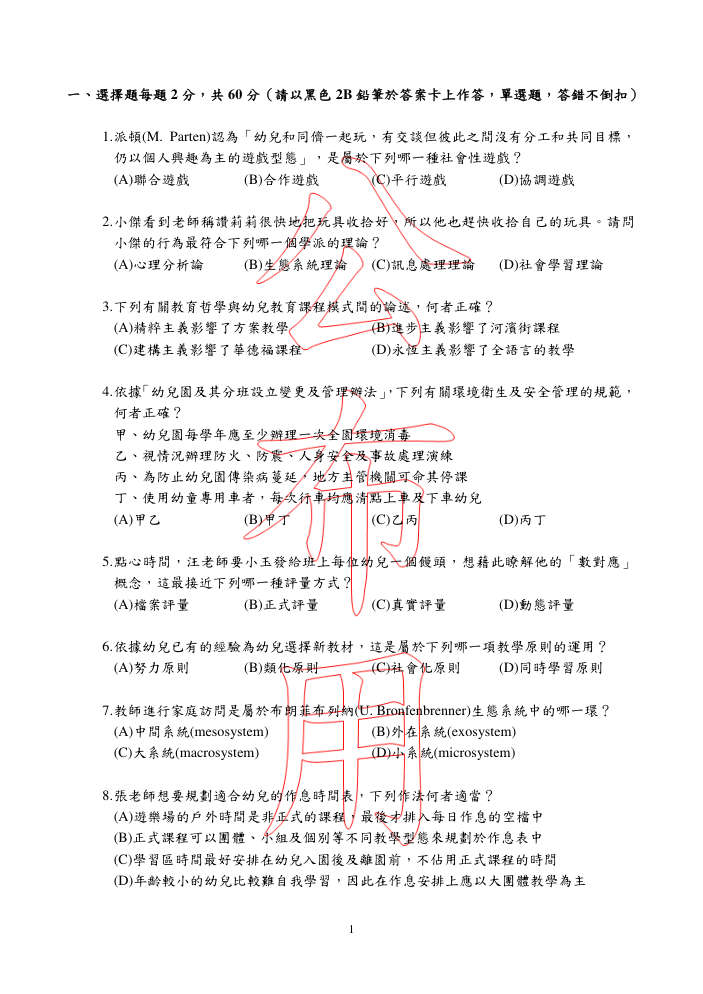 一、選擇題每題 2 分，共 60 分（請以黑色 2B 鉛筆於答案卡上作答，單選題，答錯不倒扣）
1.派頓(M. Parten)認為「幼兒和同儕一起玩，有交談但彼此之間沒有分工和共同目標，
仍以個人興趣為主的遊戲型態」，是屬於下列哪一種社會性遊戲？
(A)聯合遊戲 (B)合作遊戲 (C)平行遊戲 (D)協調遊戲
2.小傑看到老師稱讚莉莉很快地把玩具收拾好，所以他也趕快收拾自己的玩具。請問
小傑的行為最符合下列哪一個學派的理論？
(A)心理分析論 (B)生態系統理論 (C)訊息處理理論 (D)社會學習理論
3.下列有關教育哲學與幼兒教育課程模式間的論述，何者正確？
(A)精粹主義影響了方案教學 (B)進步主義影響了河濱街課程
(C)建構主義影響了華德福課程 (D)永恆主義影響了全語言的教學
4.依據「幼兒園及其分班設立變更及管理辦法」，下列有關環境衛生及安全管理的規範，
何者正確？
甲、幼兒園每學年應至少辦理一次全園環境消毒
乙、視情況辦理防火、防震、人身安全及事故處理演練
丙、為防止幼兒園傳染病蔓延，地方主管機關可命其停課
丁、使用幼童專用車者，每次行車均應清點上車及下車幼兒
(A)甲乙 (B)甲丁 (C)乙丙 (D)丙丁
5.點心時間，汪老師要小玉發給班上每位幼兒一個饅頭，想藉此瞭解他的「數對應」
概念，這最接近下列哪一種評量方式？
(A)檔案評量 (B)正式評量 (C)真實評量 (D)動態評量
6.依據幼兒已有的經驗為幼兒選擇新教材，這是屬於下列哪一項教學原則的運用？
(A)努力原則 (B)類化原則 (C)社會化原則 (D)同時學習原則
7.教師進行家庭訪問是屬於布朗菲布列納(U. Bronfenbrenner)生態系統中的哪一環？
(A)中間系統(mesosystem) (B)外在系統(exosystem)
(C)大系統(macrosystem) (D)小系統(microsystem)
8.張老師想要規劃適合幼兒的作息時間表，下列作法何者適當？
(A)遊樂場的戶外時間是非正式的課程，最後才排入每日作息的空檔中
(B)正式課程可以團體、小組及個別等不同教學型態來規劃於作息表中
(C)學習區時間最好安排在幼兒入園後及離園前，不佔用正式課程的時間
(D)年齡較小的幼兒比較難自我學習，因此在作息安排上應以大團體教學為主
1
公布用